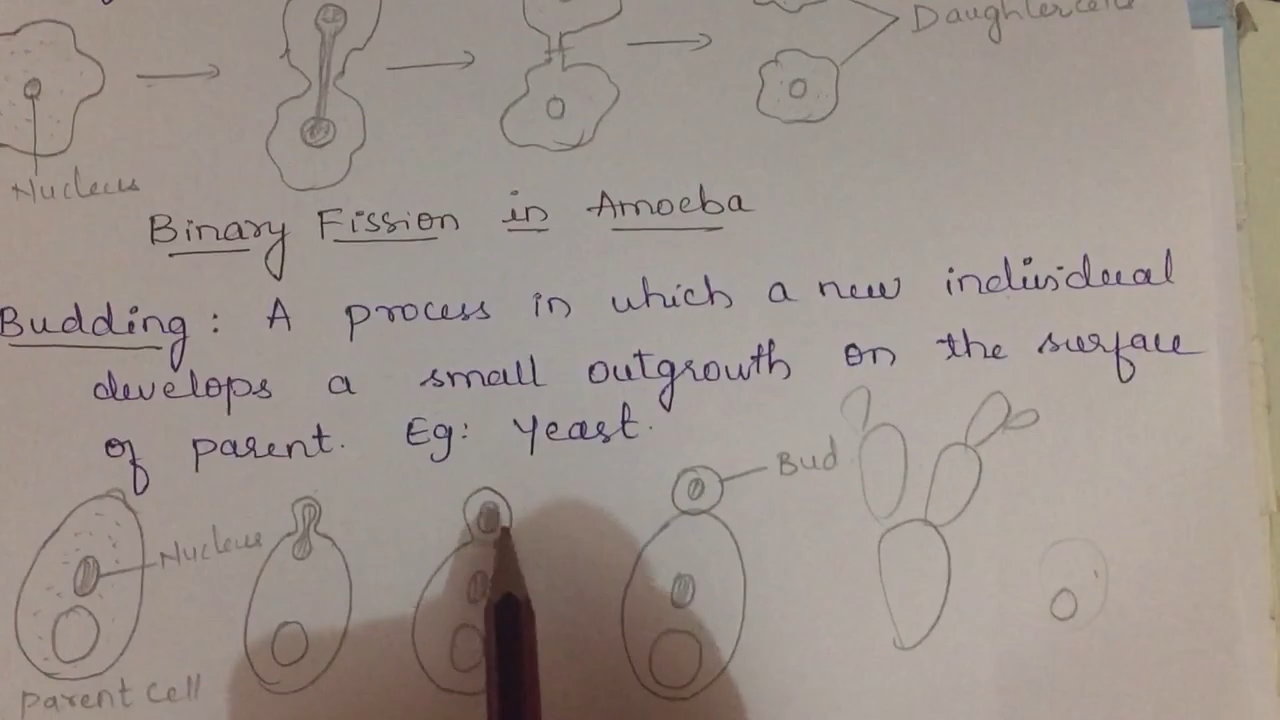 Daughter cells
Nucleus
Binary Fission in Amoeba
Budding: A process in which a new individual
develops a small outgrowth on the surface
of parent. Eg: Yeast.
Bud
Nucleus
Parent Cell